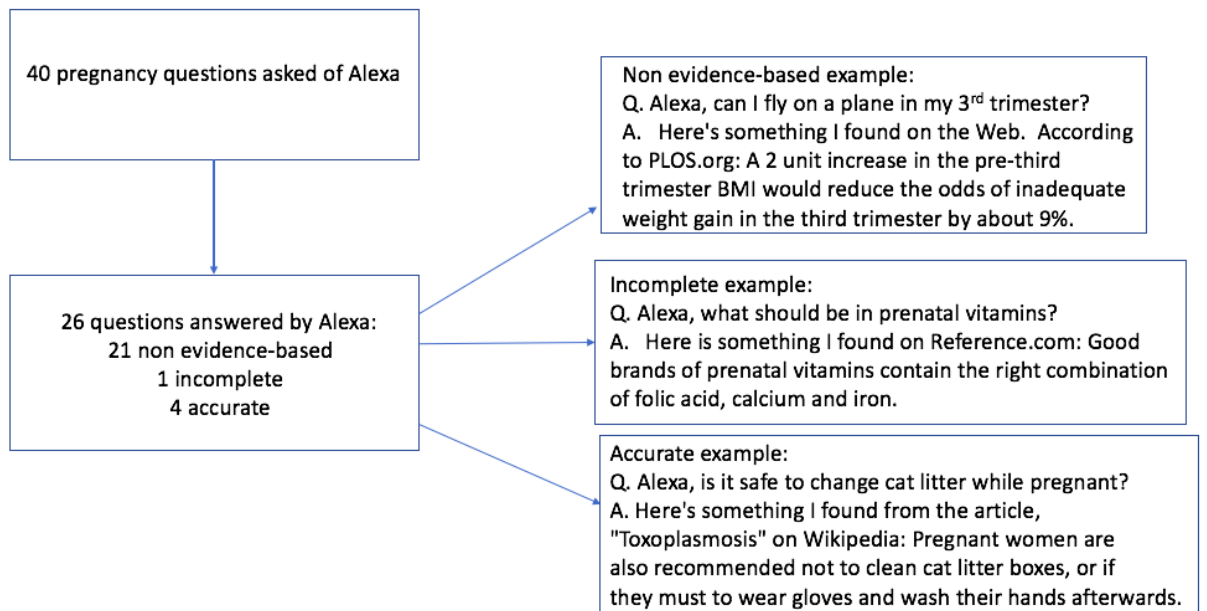 40 pregnancy questions asked of Alexa
26 questions answered by Alexa:
21 non evidence-based
1 incomplete
4 accurate
Non evidence-based example:
Q. Alexa, can I fly on a plane in my 3rd trimester?
A. Here's something I found on the Web. According
to PLOS.org: A 2 unit increase in the pre-third
trimester BMI would reduce the odds of inadequate
weight gain in the third trimester by about 9%.
Incomplete example:
Q. Alexa, what should be in prenatal vitamins?
A. Here is something I found on Reference.com: Good
brands of prenatal vitamins contain the right combination
of folic acid, calcium and iron.
Accurate example:
Q. Alexa, is it safe to change cat litter while pregnant?
A. Here's something I found from the article,
"Toxoplasmosis" on Wikipedia: Pregnant women are
also recommended not to clean cat litter boxes, or if
they must to wear gloves and wash their hands afterwards.